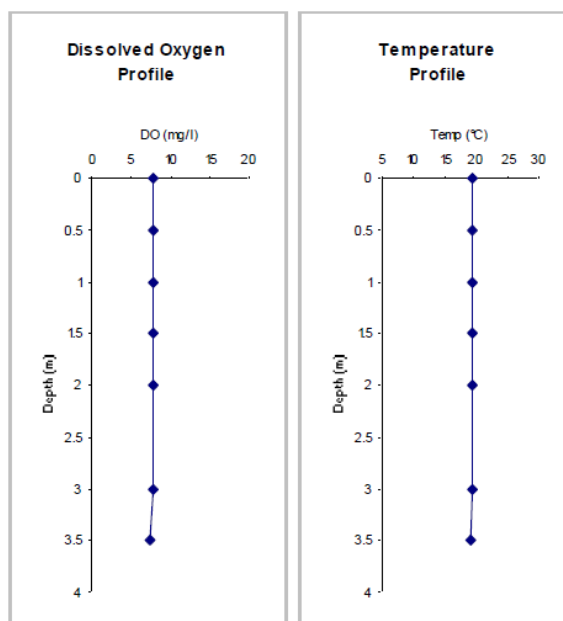 Dissolved Oxygen
Profile
DO (mg/l)
0 5 10 15 20
0
0.5
1
1.5
2
2.5
3
3.5
4
Depth (m)
Temperature
Profile
Temp (°C)
5 10 15 20 25 30
0
0.5
1
1.5
2
2.5
3
3.5
4
Depth (m)